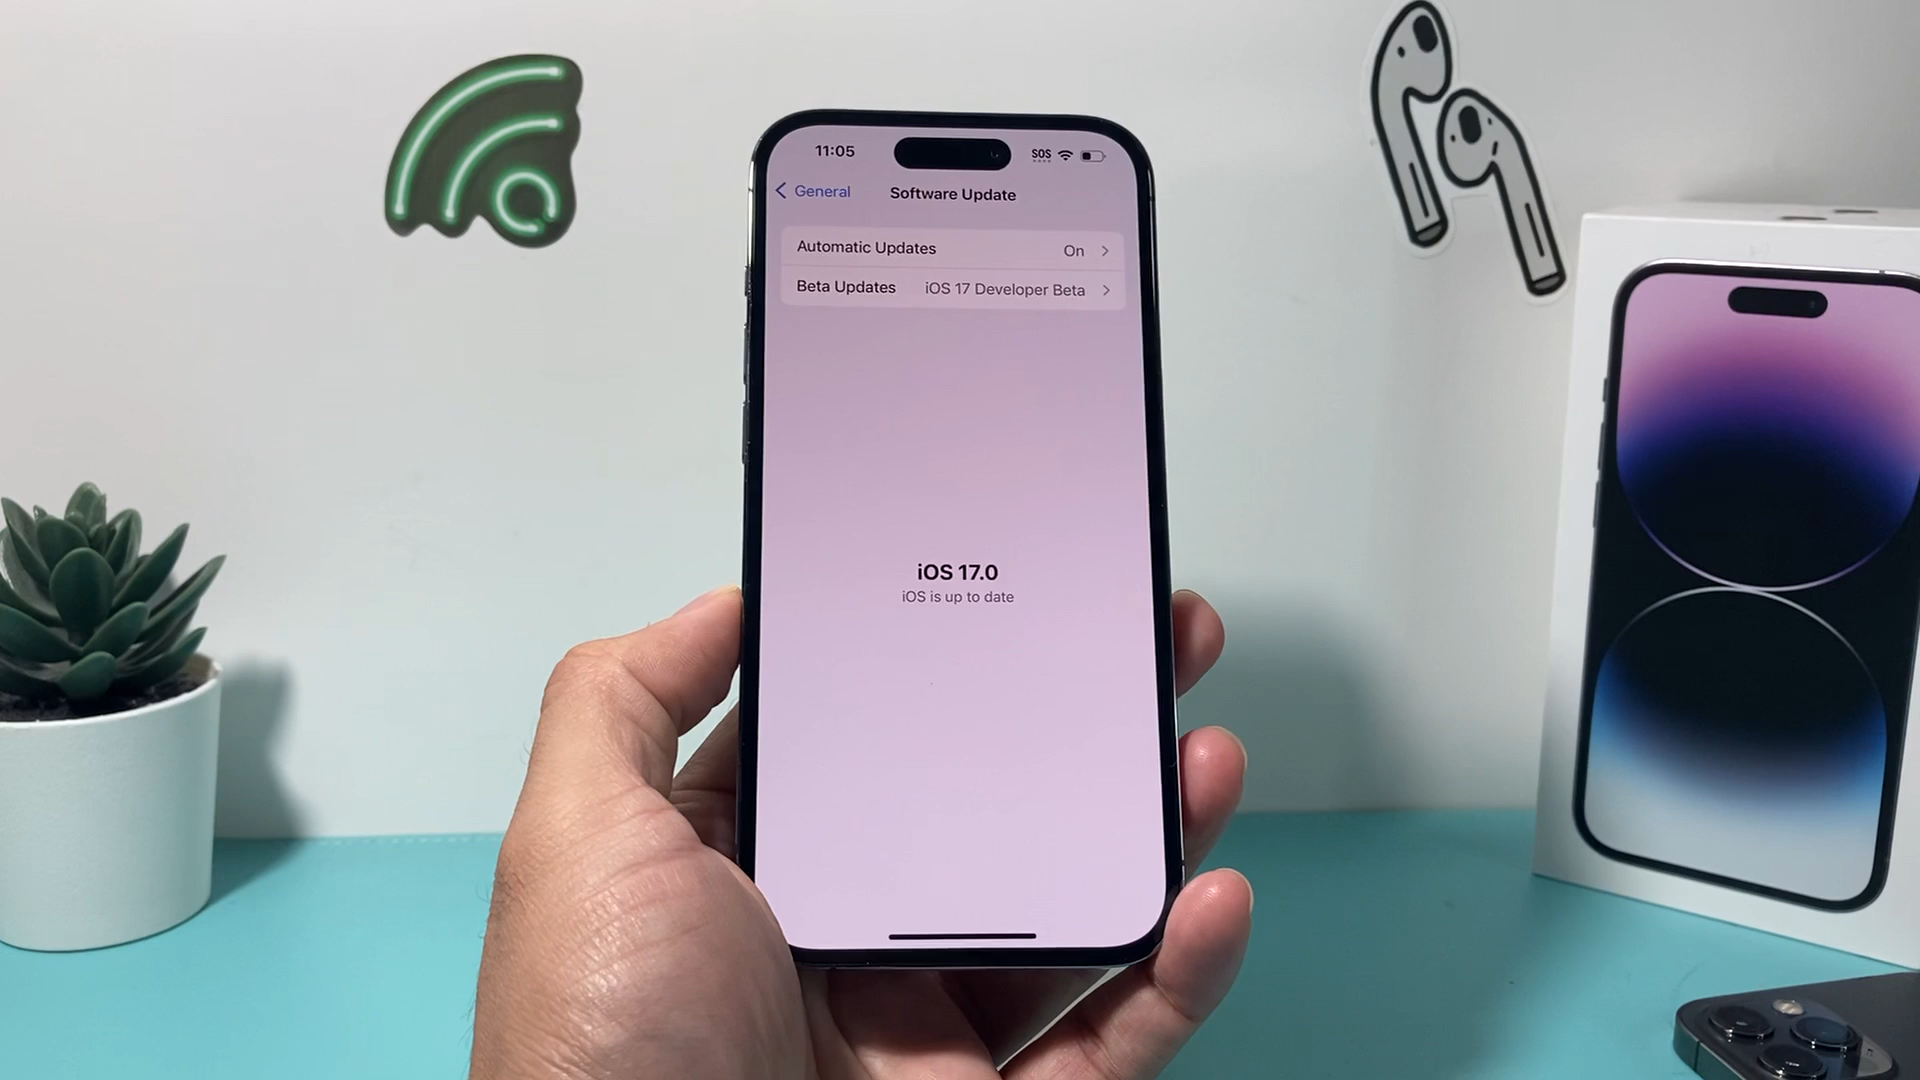 11:05 SOS
General Software Update
Automatic Updates On
Beta Updates iOS 17 Developer Beta
iOS 17.0
iOS is up to date